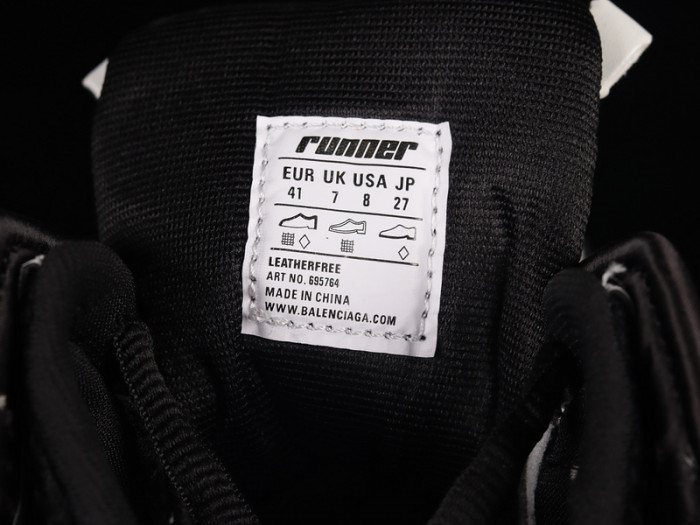 runner
EUR UK USA JP
41 7 8 27
LEATHERFREE
ART NO. 695764
MADE IN CHINA
WWW.BALENCIAGA.COM